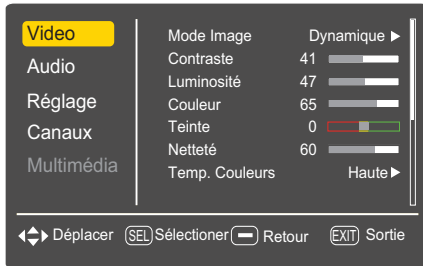 Video
Audio
Réglage
Canaux
Multimédia
Mode Image Dynamique
Contraste 41
Luminosité 47
Couleur 65
Teinte 0
Netteté 60
Temp. Couleurs Haute
Déplacer SEL Sélectioner Retour EXIT Sortie